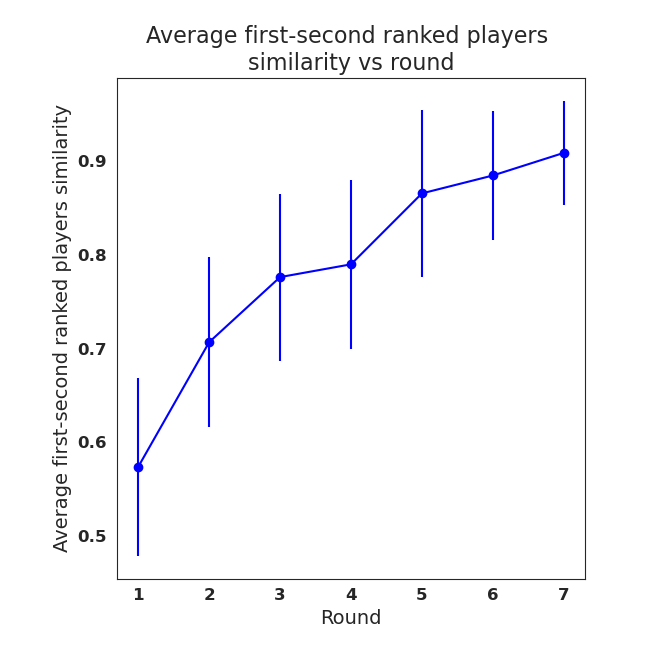 Average first-second ranked players
similarity vs round
Average first-second ranked players similarity
0.9
0.8
0.7
0.6
0.5
1 2 3 4 5 6 7
Round